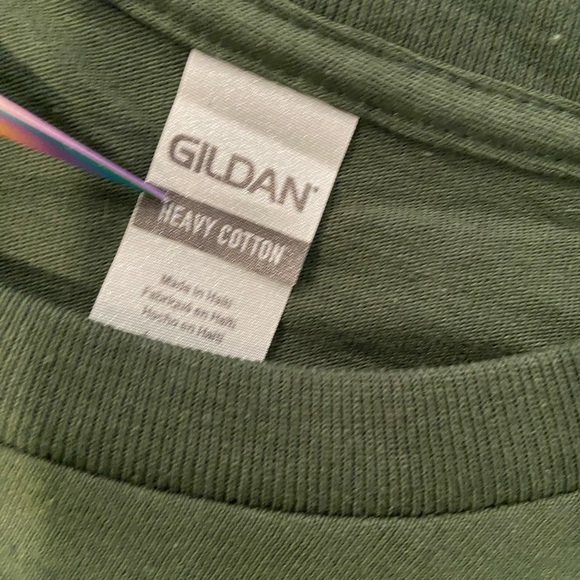 GILDAN®
HEAVY COTTON
Made in Haiti
Fabriqué en Haïti
Hecho en Haití